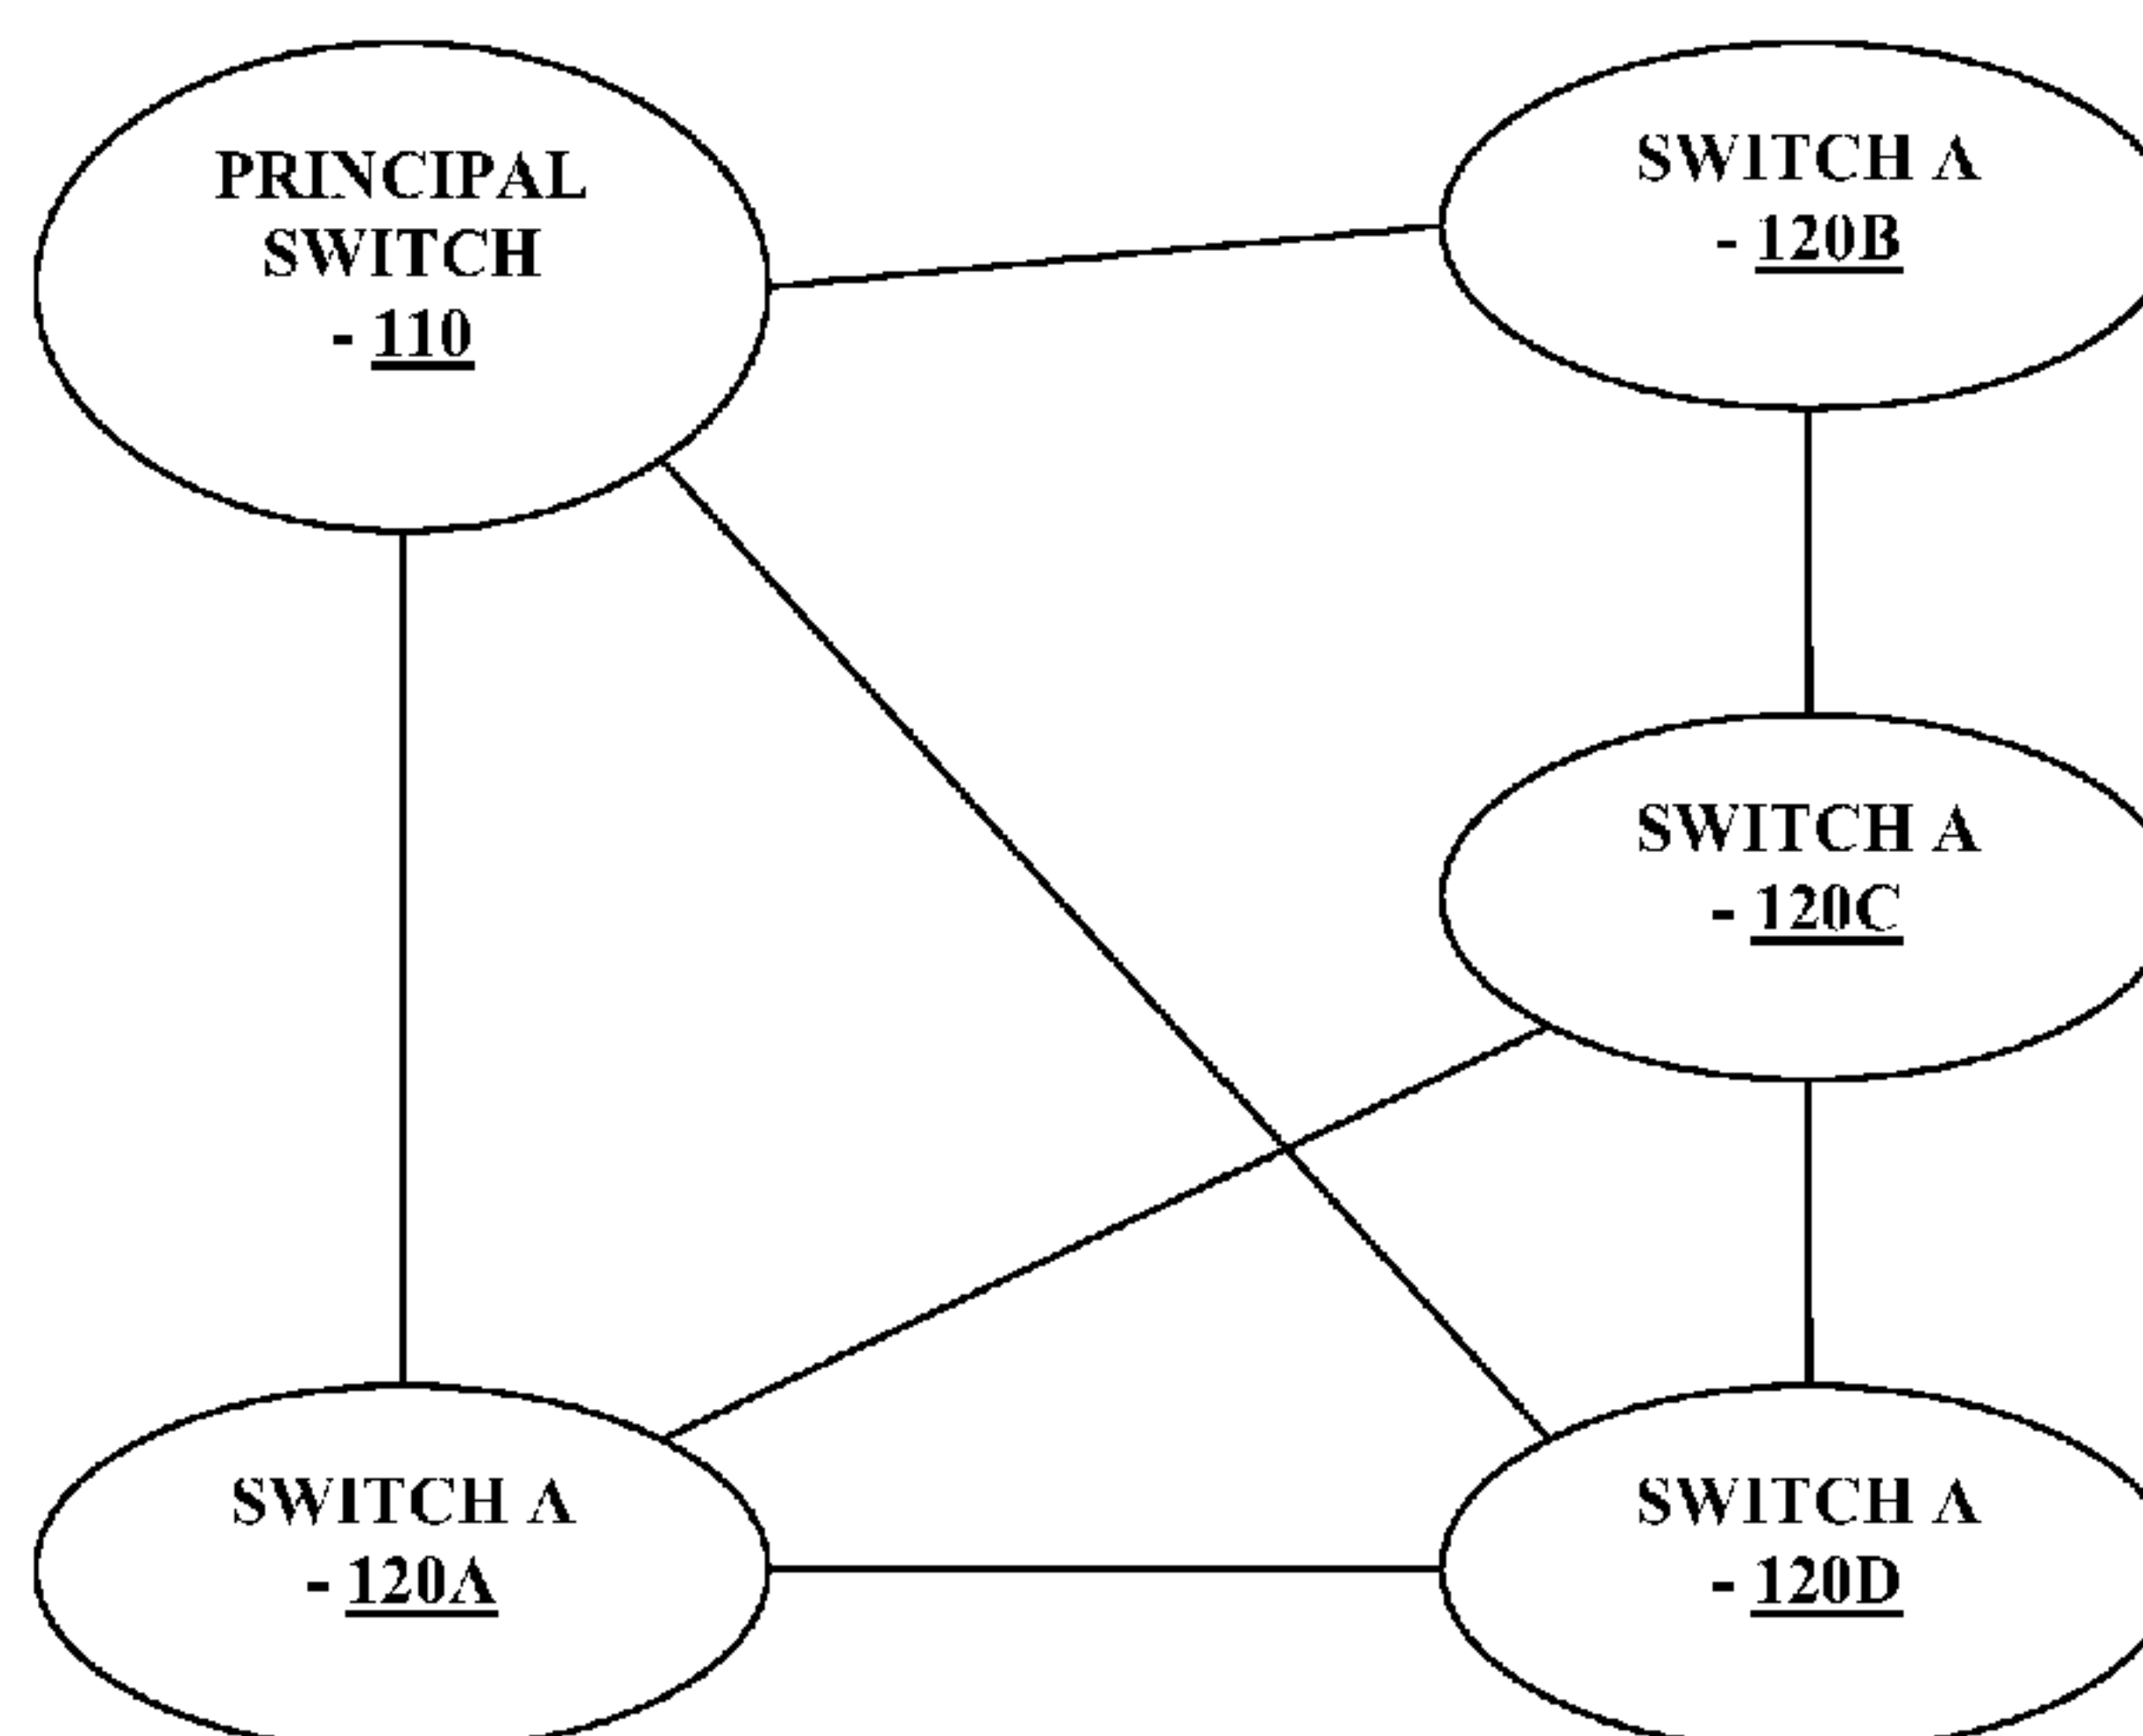 PRINCIPAL
SWITCH
- 110
SWITCH A
- 120B
SWITCH A
- 120C
SWITCH A
- 120A
SWITCH A
- 120D